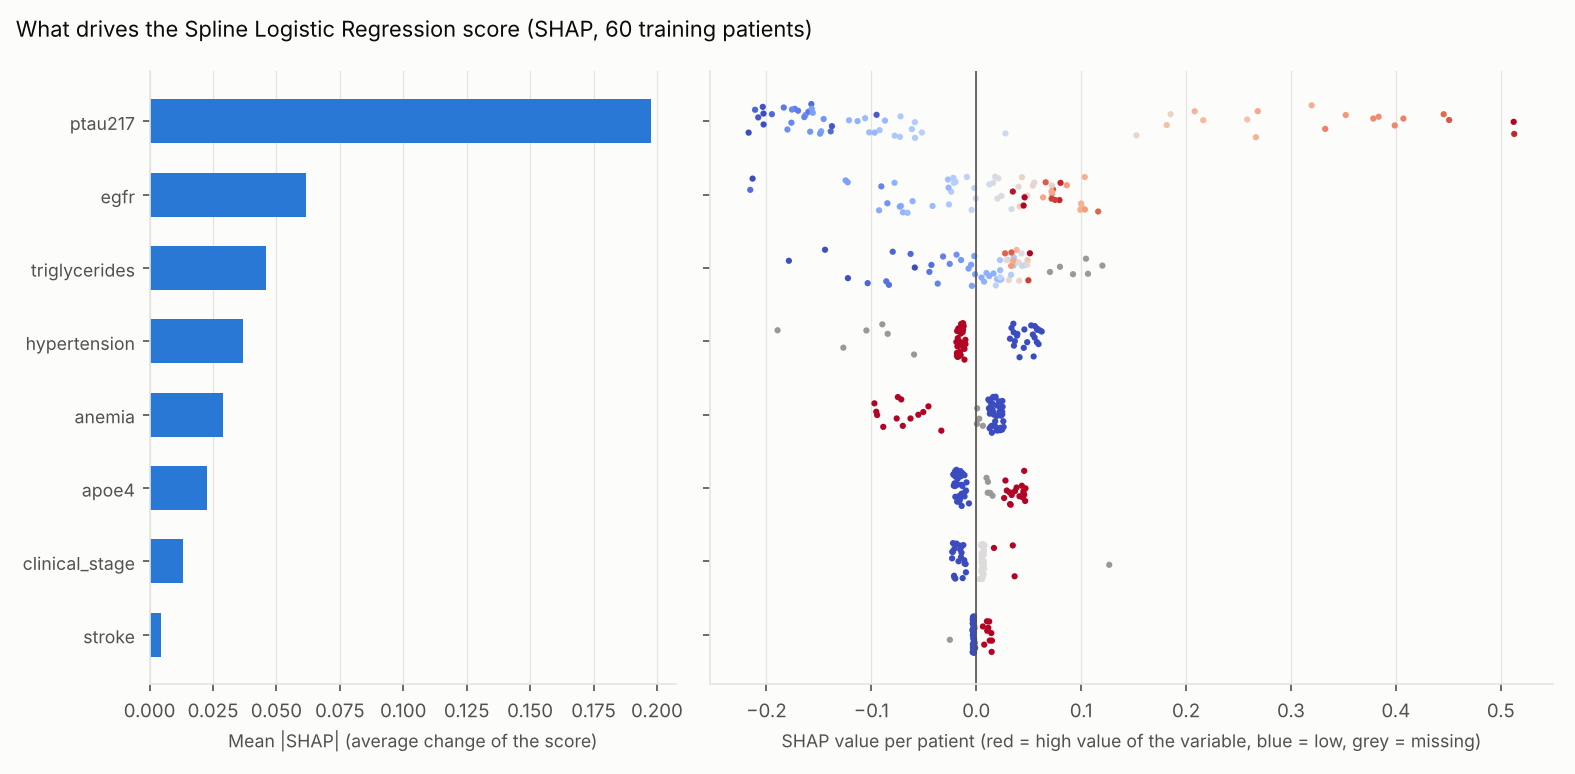 What drives the Spline Logistic Regression score (SHAP, 60 training patients)
ptau217
egfr
triglycerides
hypertension
anemia
apoe4
clinical_stage
stroke
0.000 0.025 0.050 0.075 0.100 0.125 0.150 0.175 0.200
Mean |SHAP| (average change of the score)
−0.2 −0.1 0.0 0.1 0.2 0.3 0.4 0.5
SHAP value per patient (red = high value of the variable, blue = low, grey = missing)